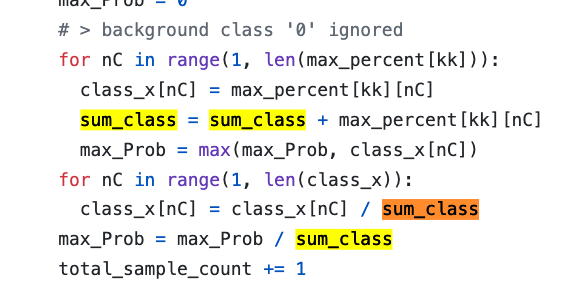 max_Prob = 0
# > background class '0' ignored
for nC in range(1, len(max_percent[kk])):
class_x[nC] = max_percent[kk][nC]
sum_class = sum_class + max_percent[kk][nC]
max_Prob = max(max_Prob, class_x[nC])
for nC in range(1, len(class_x)):
class_x[nC] = class_x[nC] / sum_class
max_Prob = max_Prob / sum_class
total_sample_count += 1